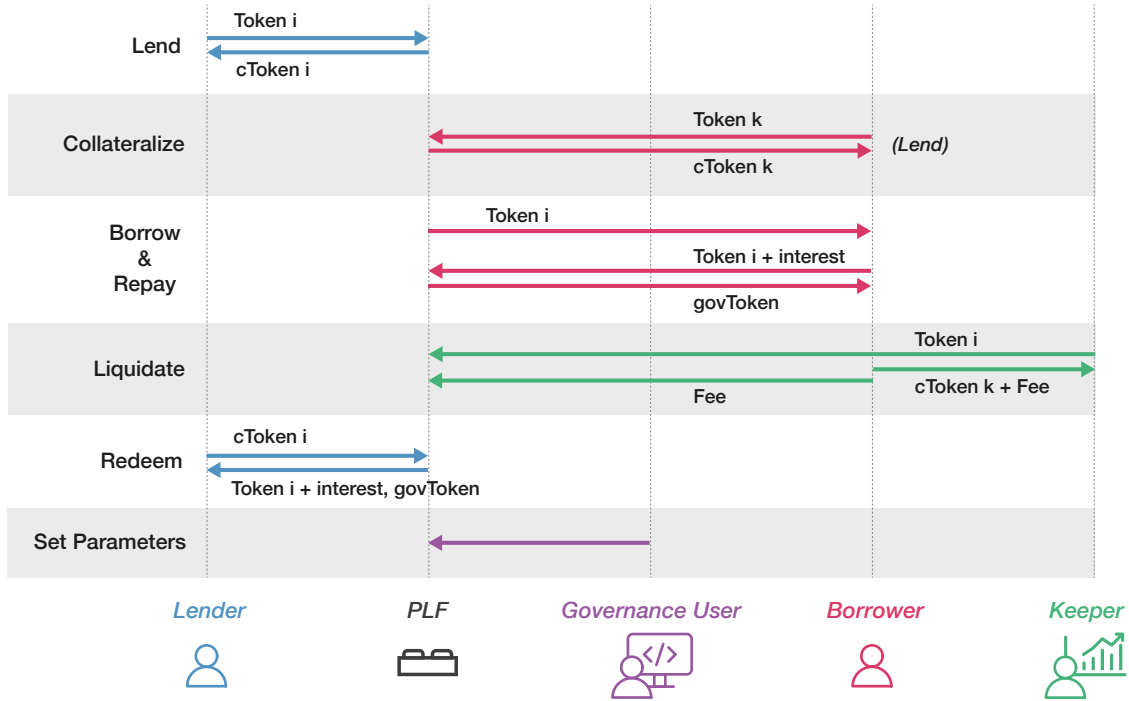 Token i
Lend
cToken i
Token k
Collateralize
(Lend)
cToken k
Token i
Borrow
&
Repay
Token i + interest
govToken
Token i
Liquidate
Fee
cToken k + Fee
cToken i
Redeem
Token i + interest, govToken
Set Parameters
Lender
PLF
Governance User
Borrower
Keeper
</>